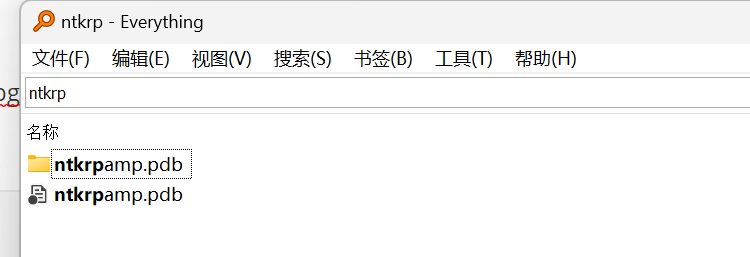 ntkrp - Everything
文件(F) 编辑(E) 视图(V) 搜索(S) 书签(B) 工具(T) 帮助(H)
og
ntkrp
名称
ntkrpamp.pdb
ntkrpamp.pdb